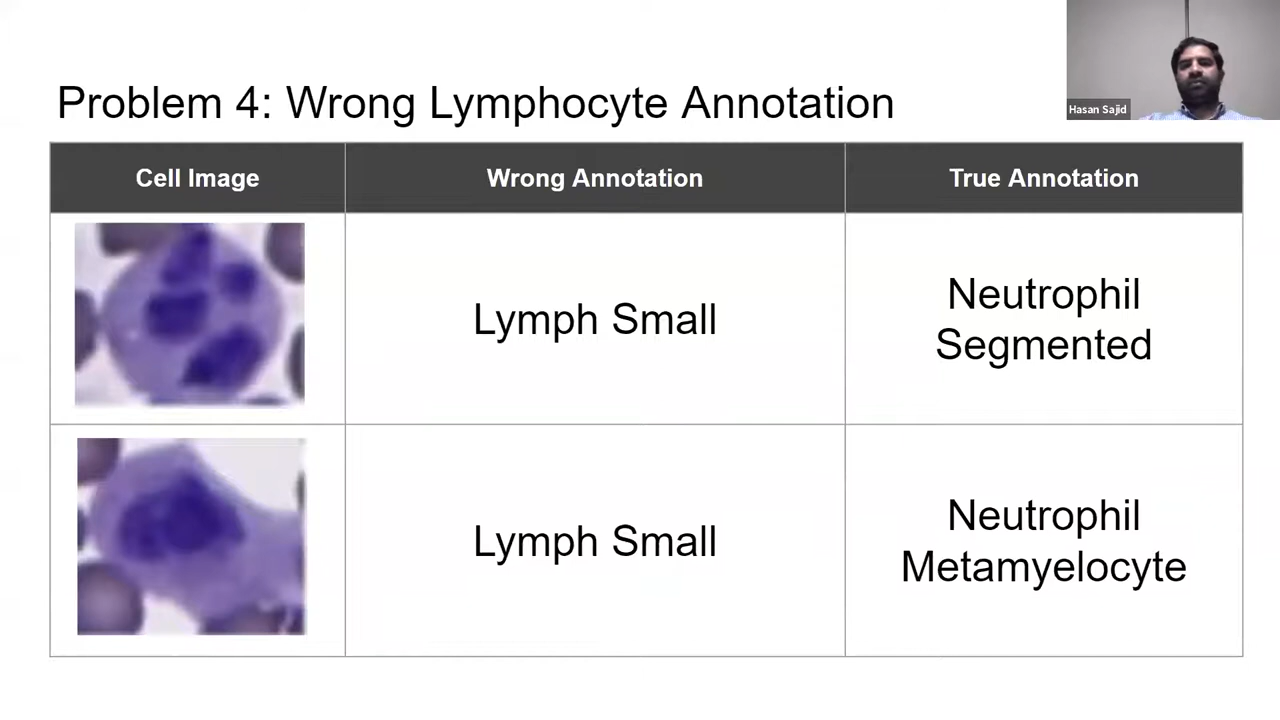 Hasan Sajid
Problem 4: Wrong Lymphocyte Annotation
Cell Image
Wrong Annotation
True Annotation
Lymph Small
Neutrophil
Segmented
Lymph Small
Neutrophil
Metamyelocyte